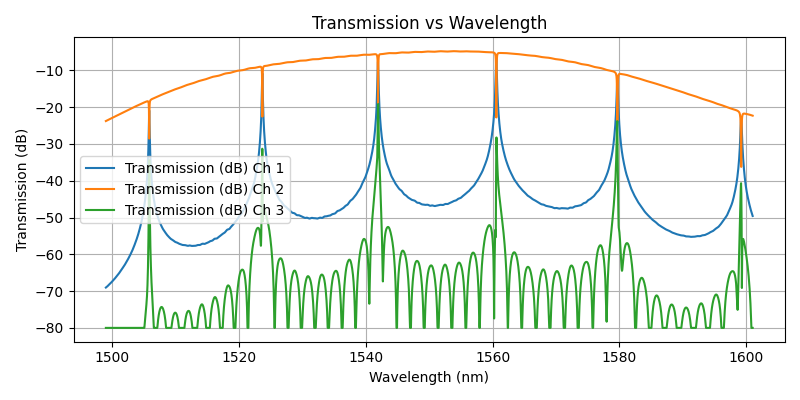 Transmission vs Wavelength
−10
−20
−30
−40
−50
−60
−70
−80
Transmission (dB)
Transmission (dB) Ch 1
Transmission (dB) Ch 2
Transmission (dB) Ch 3
1500
1520
1540
1560
1580
1600
Wavelength (nm)